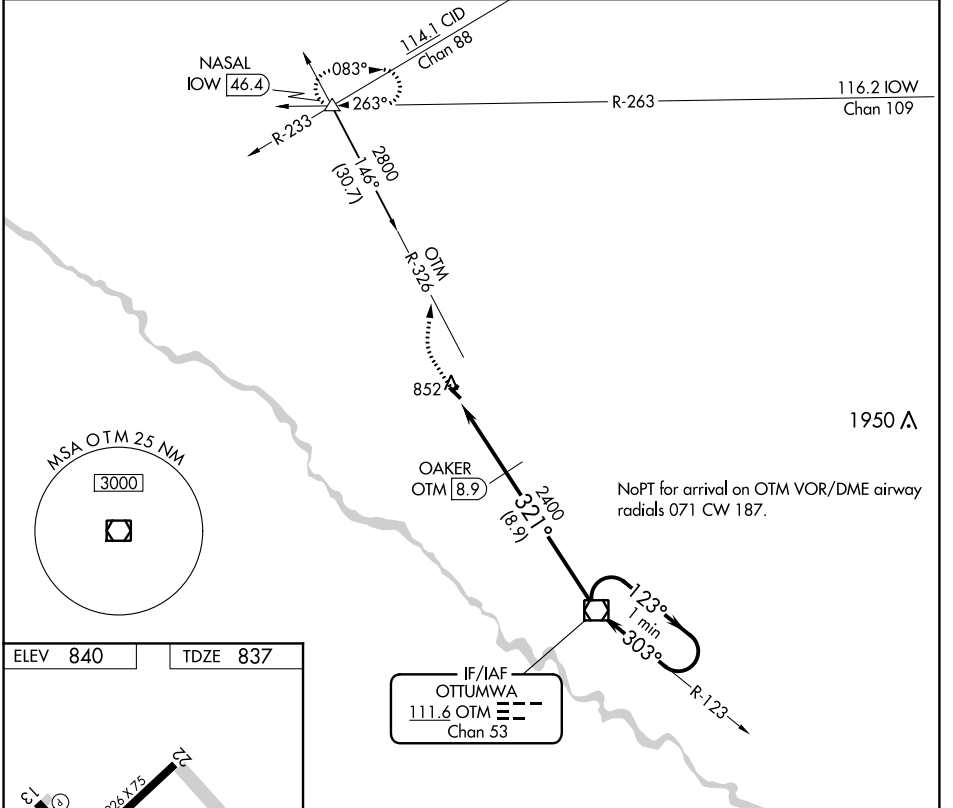 114.1 CID
Chan 88
NASAL
IOW 46.4
083°
263°
R-263
116.2 IOW
Chan 109
R-233
2800
146°
(30.7)
OTM
R-326
852
1950
MSA OTM 25 NM
3000
OAKER
OTM 8.9
2400
321°
(8.9)
NoPT for arrival on OTM VOR/DME airway
radials 071 CW 187.
123°
1 min
303°
R-123
IF/IAF
OTTUMWA
111.6 OTM
Chan 53
ELEV 840
TDZE 837
22
13
P